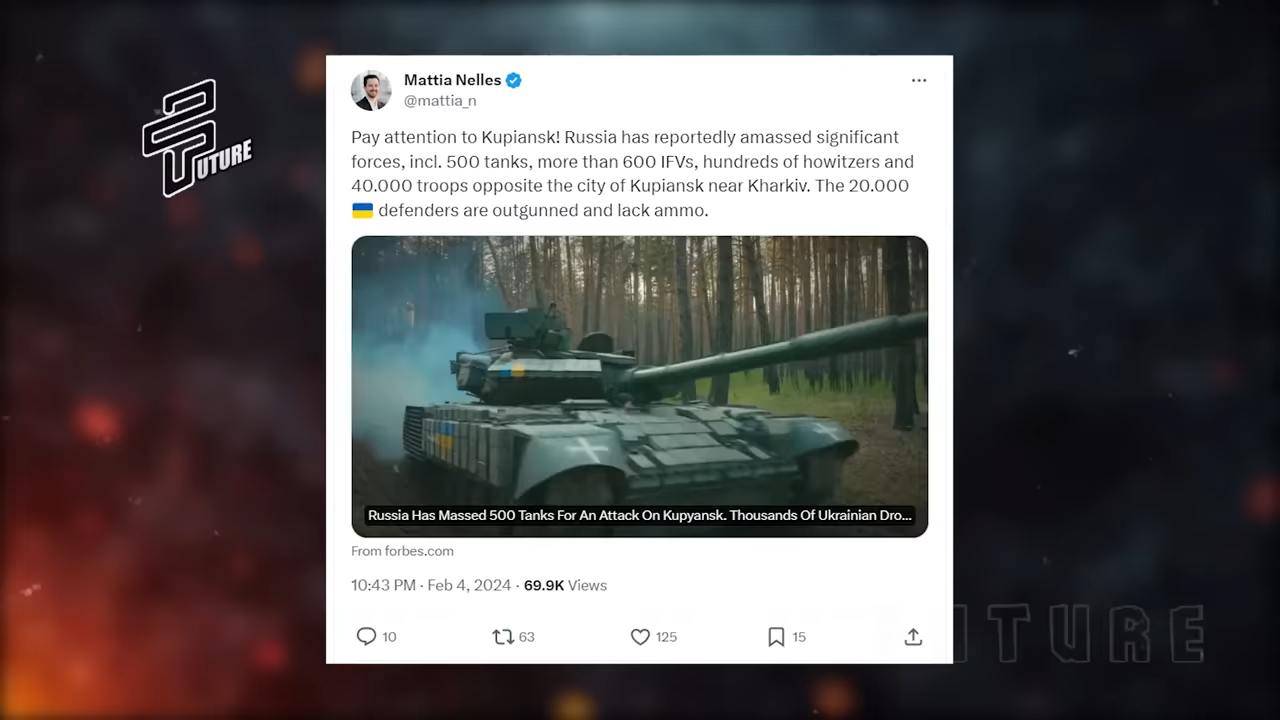 UTURE
Mattia Nelles
@mattia_n
Pay attention to Kupiansk! Russia has reportedly amassed significant
forces, incl. 500 tanks, more than 600 IFVs, hundreds of howitzers and
40.000 troops opposite the city of Kupiansk near Kharkiv. The 20.000
🇺🇦 defenders are outgunned and lack ammo.
Russia Has Massed 500 Tanks For An Attack On Kupyansk. Thousands Of Ukrainian Dro...
From forbes.com
10:43 PM · Feb 4, 2024 · 69.9K Views
10 63 125 15
UTURE